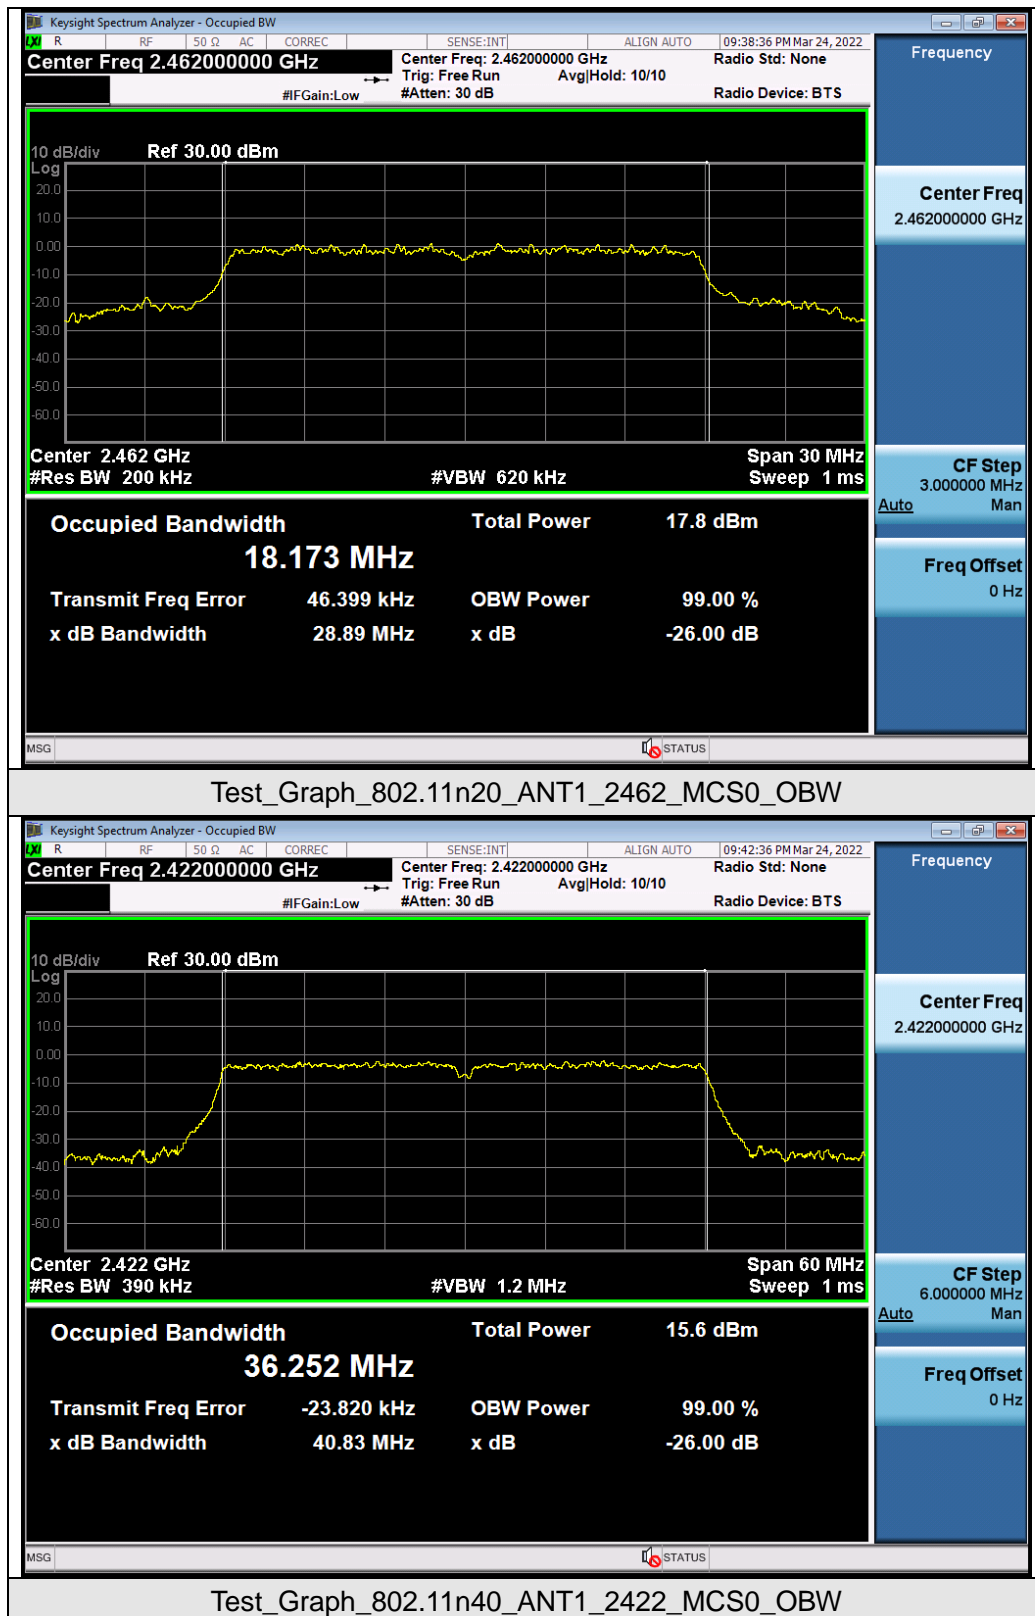 Keysight Spectrum Analyzer - Occupied BW
LXI R RF 50 Ω AC CORREC SENSE:INT ALIGN AUTO 09:38:36 PM Mar 24, 2022
Center Freq 2.462000000 GHz Center Freq: 2.462000000 GHz Radio Std: None
Trig: Free Run Avg|Hold: 10/10
#IFGain:Low #Atten: 30 dB Radio Device: BTS
Frequency
10 dB/div Ref 30.00 dBm
Log
20.0
10.0
0.00
-10.0
-20.0
-30.0
-40.0
-50.0
-60.0
Center 2.462 GHz Span 30 MHz
#Res BW 200 kHz #VBW 620 kHz Sweep 1 ms
Center Freq
2.462000000 GHz
CF Step
3.000000 MHz
Auto Man
Freq Offset
0 Hz
Occupied Bandwidth Total Power 17.8 dBm
18.173 MHz
Transmit Freq Error 46.399 kHz OBW Power 99.00 %
x dB Bandwidth 28.89 MHz x dB -26.00 dB
MSG STATUS
Test_Graph_802.11n20_ANT1_2462_MCS0_OBW
Keysight Spectrum Analyzer - Occupied BW
LXI R RF 50 Ω AC CORREC SENSE:INT ALIGN AUTO 09:42:36 PM Mar 24, 2022
Center Freq 2.422000000 GHz Center Freq: 2.422000000 GHz Radio Std: None
Trig: Free Run Avg|Hold: 10/10
#IFGain:Low #Atten: 30 dB Radio Device: BTS
Frequency
10 dB/div Ref 30.00 dBm
Log
20.0
10.0
0.00
-10.0
-20.0
-30.0
-40.0
-50.0
-60.0
Center 2.422 GHz Span 60 MHz
#Res BW 390 kHz #VBW 1.2 MHz Sweep 1 ms
Center Freq
2.422000000 GHz
CF Step
6.000000 MHz
Auto Man
Freq Offset
0 Hz
Occupied Bandwidth Total Power 15.6 dBm
36.252 MHz
Transmit Freq Error -23.820 kHz OBW Power 99.00 %
x dB Bandwidth 40.83 MHz x dB -26.00 dB
MSG STATUS
Test_Graph_802.11n40_ANT1_2422_MCS0_OBW